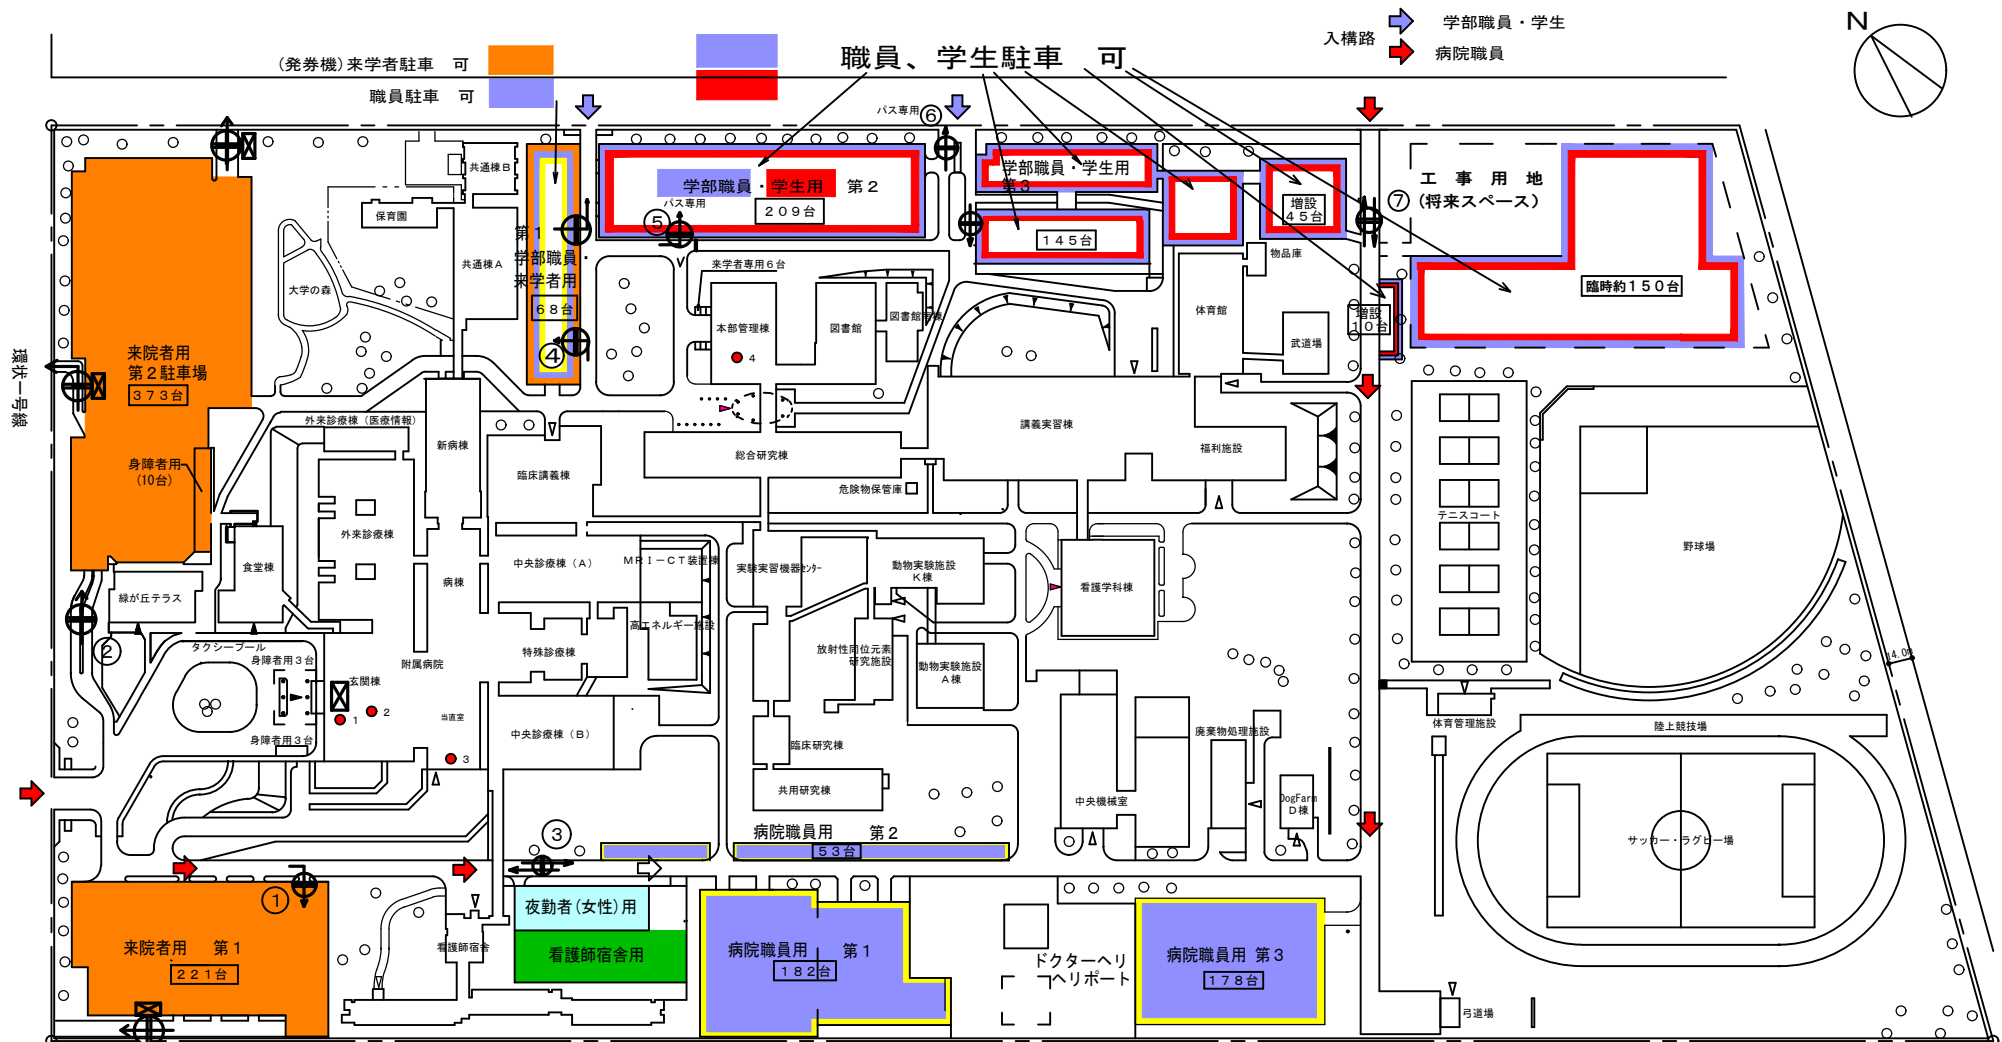 学部職員・学生
入構路
病院職員
N
(発券機)来学者駐車 可
職員駐車 可
職員、学生駐車 可
バス専用
⑥
共通棟B
保育園
学部職員・学生用 第2
209台
バス専用
⑤
学部職員・学生用
第3
145台
増設
45台
⑦
工事用地
(将来スペース)
臨時約150台
増設
10台
第1
学部職員・
来学者用
68台
④
共通棟A
大学の森
来学者専用6台
本部管理棟
4
図書館
図書館書庫棟
体育館
物品庫
武道場
環状一号線
来院者用
第2駐車場
373台
身障者用
(10台)
外来診療棟(医療情報)
新病棟
臨床講義棟
総合研究棟
危険物保管庫
講義実習棟
福利施設
テニスコート
野球場
外来診療棟
食堂棟
緑が丘テラス
病棟
中央診療棟(A)
MRI-CT装置棟
実験実習機器センター
動物実験施設
K棟
看護学科棟
②
タクシープール
身障者用3台
玄関棟
附属病院
1
2
身障者用3台
当直室
3
高エネルギー施設
特殊診療棟
放射性同位元素
研究施設
動物実験施設
A棟
中央診療棟(B)
臨床研究棟
共用研究棟
廃棄物処理施設
中央機械室
DogFarm
D棟
14.0m
体育管理施設
陸上競技場
サッカー・ラグビー場
③
病院職員用 第2
53台
①
来院者用 第1
221台
看護師宿舎
夜勤者(女性)用
看護師宿舎用
病院職員用 第1
182台
ドクターヘリ
ヘリポート
病院職員用 第3
178台
弓道場